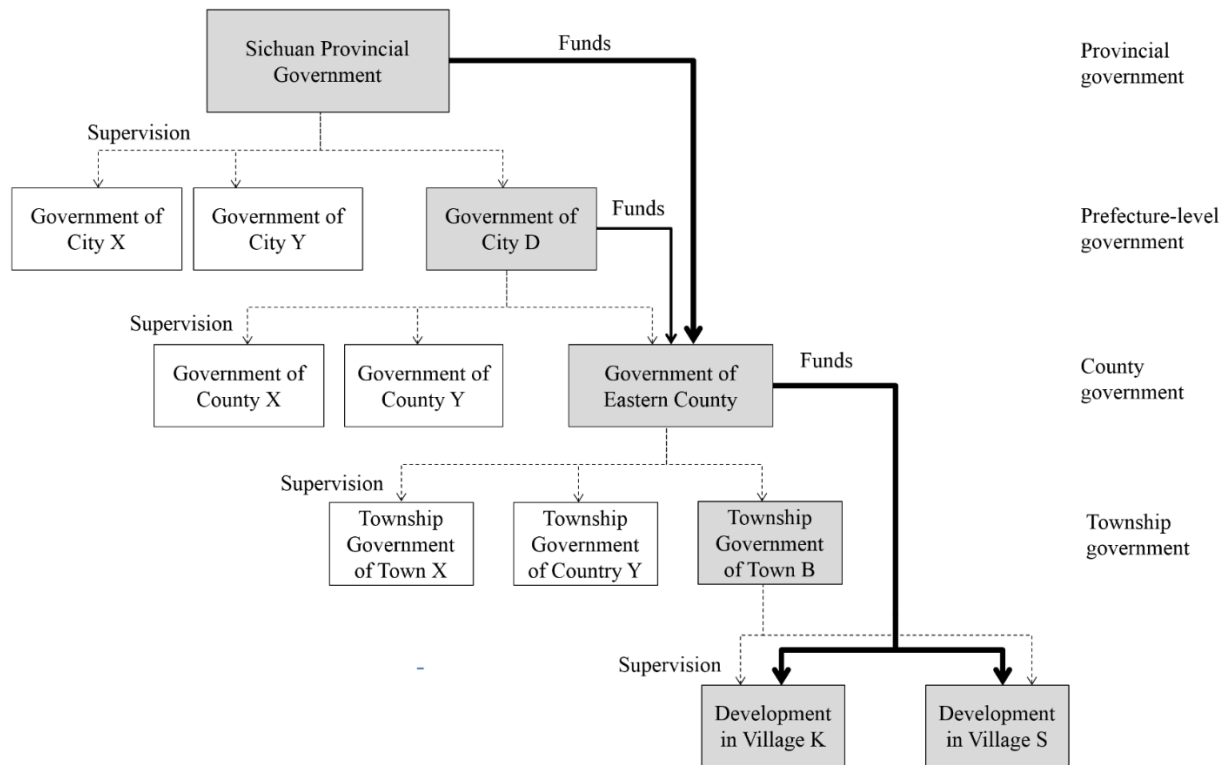 Sichuan Provincial
Government
Funds
Provincial
government
Supervision
Government of
City X
Government of
City Y
Government of
City D
Funds
Prefecture-level
government
Supervision
Government of
County X
Government of
County Y
Government of
Eastern County
Funds
County
government
Supervision
Township
Government
of Town X
Township
Government
of Country Y
Township
Government
of Town B
Township
government
Supervision
Development
in Village K
Development
in Village S